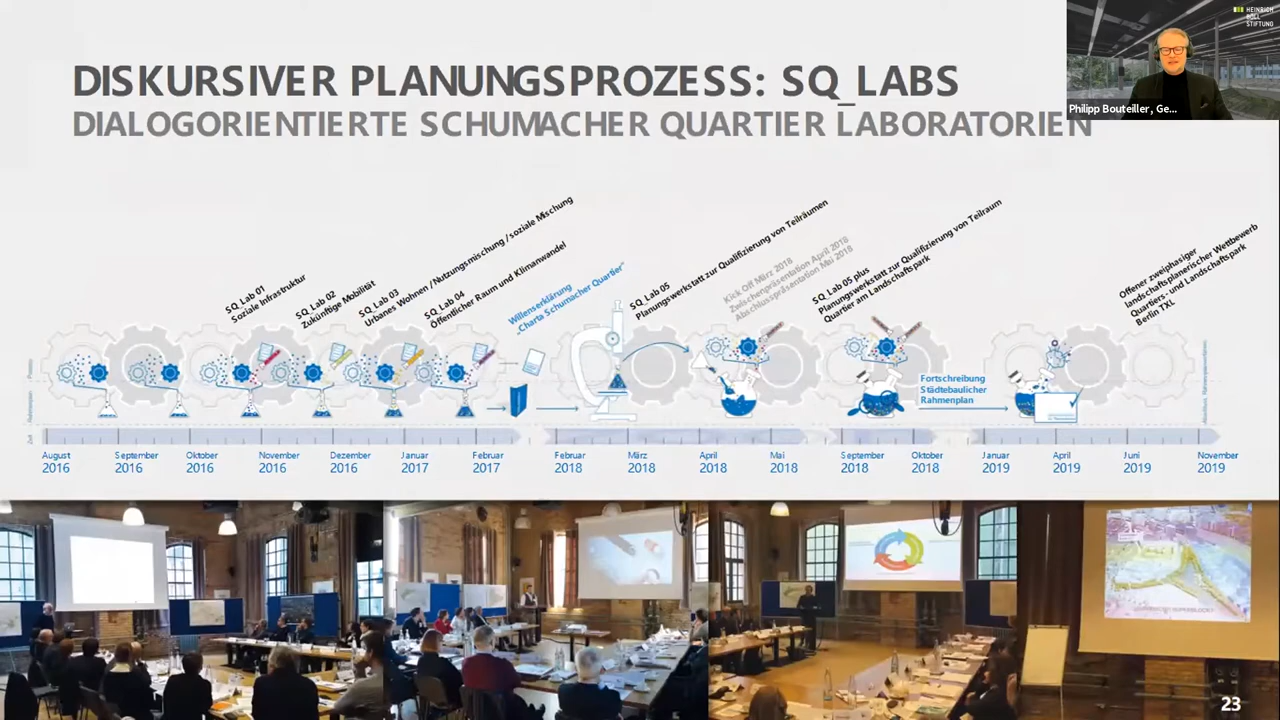 DISKURSIVER PLANUNGSPROZESS: SQ_LABS
DIALOGORIENTIERTE SCHUMACHER QUARTIER LABORATORIEN
HEINRICH
BÖLL
STIFTUNG
Philipp Bouteiller, Ge...
SQ_Lab 01
Soziale Infrastruktur
SQ_Lab 02
Zukünftige Mobilität
SQ_Lab 03
Urbanes Wohnen / Nutzungsmischung / soziale Mischung
SQ_Lab 04
Öffentlicher Raum und Klimawandel
Willenserklärung
„Charta Schumacher Quartier"
SQ_Lab 05
Planungswerkstatt zur Qualifizierung von Teilräumen
Kick Off März 2018
Zwischenpräsentation April 2018
Abschlusspräsentation Mai 2018
SQ_Lab 05 plus
Planungswerkstatt zur Qualifizierung von Teilraum
Quartier am Landschaftspark
Offener zweiphasiger
landschaftsplanerischer Wettbewerb
Quartiers- und Landschaftspark
Berlin TXL
Fortschreibung
Städtebaulicher
Rahmenplan
August
2016
September
2016
Oktober
2016
November
2016
Dezember
2016
Januar
2017
Februar
2017
Februar
2018
März
2018
April
2018
Mai
2018
September
2018
Oktober
2018
Januar
2019
April
2019
Juni
2019
November
2019
23